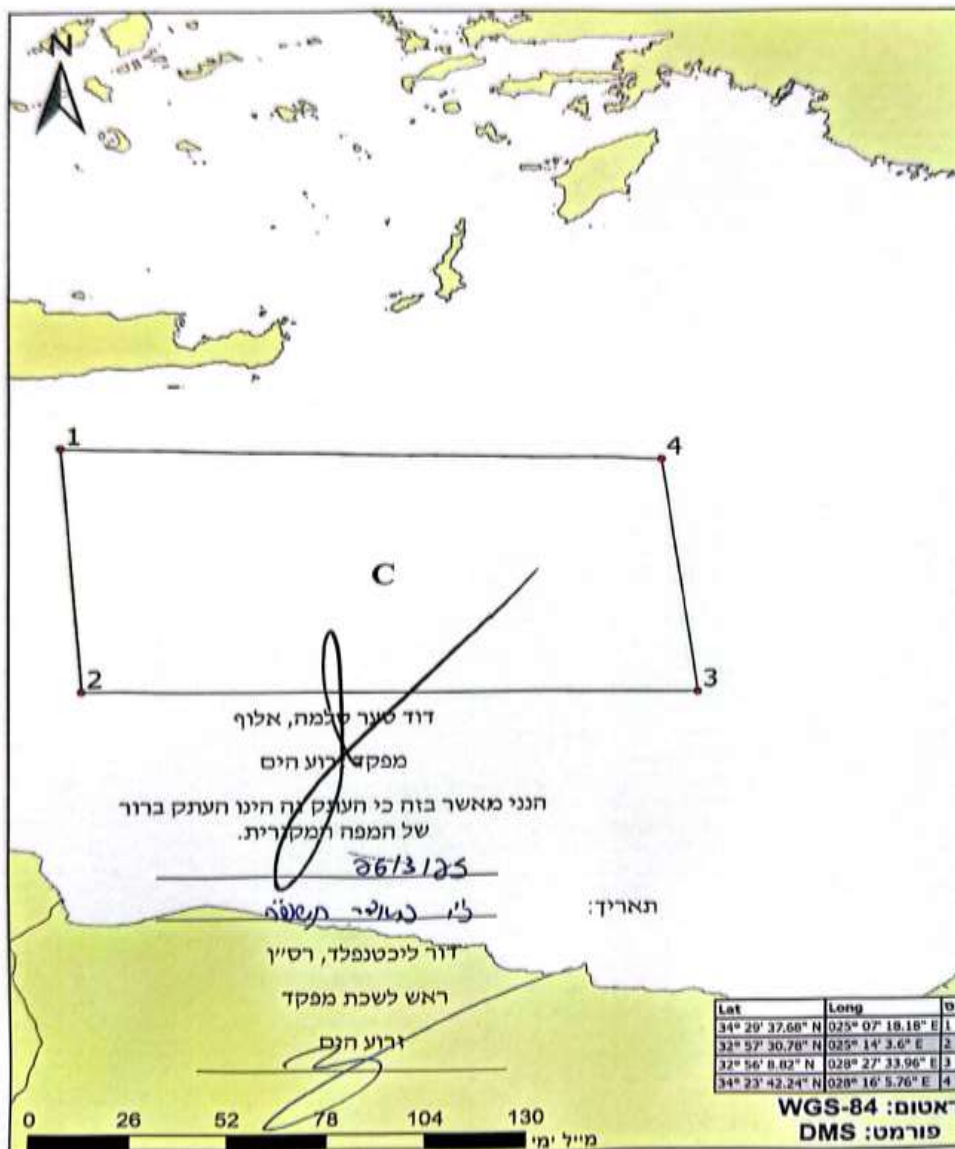 N
1
4
C
2
3
דוד סער סלמה, אלוף
מפקד זרוע הים
הנני מאשר בזה כי העתק זה הינו העתק ברור
של המפה המקורית.
26/3/25
תאריך:
כ"ו באדר תשפ"ה
דור ליכטנפלד, רס"ן
ראש לשכת מפקד
זרוע הים
Lat Long
34° 29' 37.68" N 025° 07' 18.18" E 1
32° 57' 30.78" N 025° 14' 3.6" E 2
32° 56' 8.82" N 028° 27' 33.96" E 3
34° 23' 42.24" N 028° 16' 5.76" E 4
דאטום: WGS-84
פורמט: DMS
0 26 52 78 104 130
מייל ימי